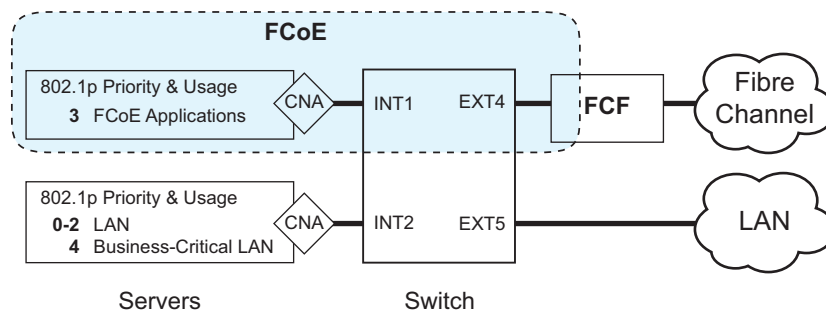 FCoE
802.1p Priority & Usage
3 FCoE Applications
CNA
INT1
EXT4
FCF
Fibre
Channel
802.1p Priority & Usage
0-2 LAN
4 Business-Critical LAN
CNA
INT2
EXT5
LAN
Servers
Switch